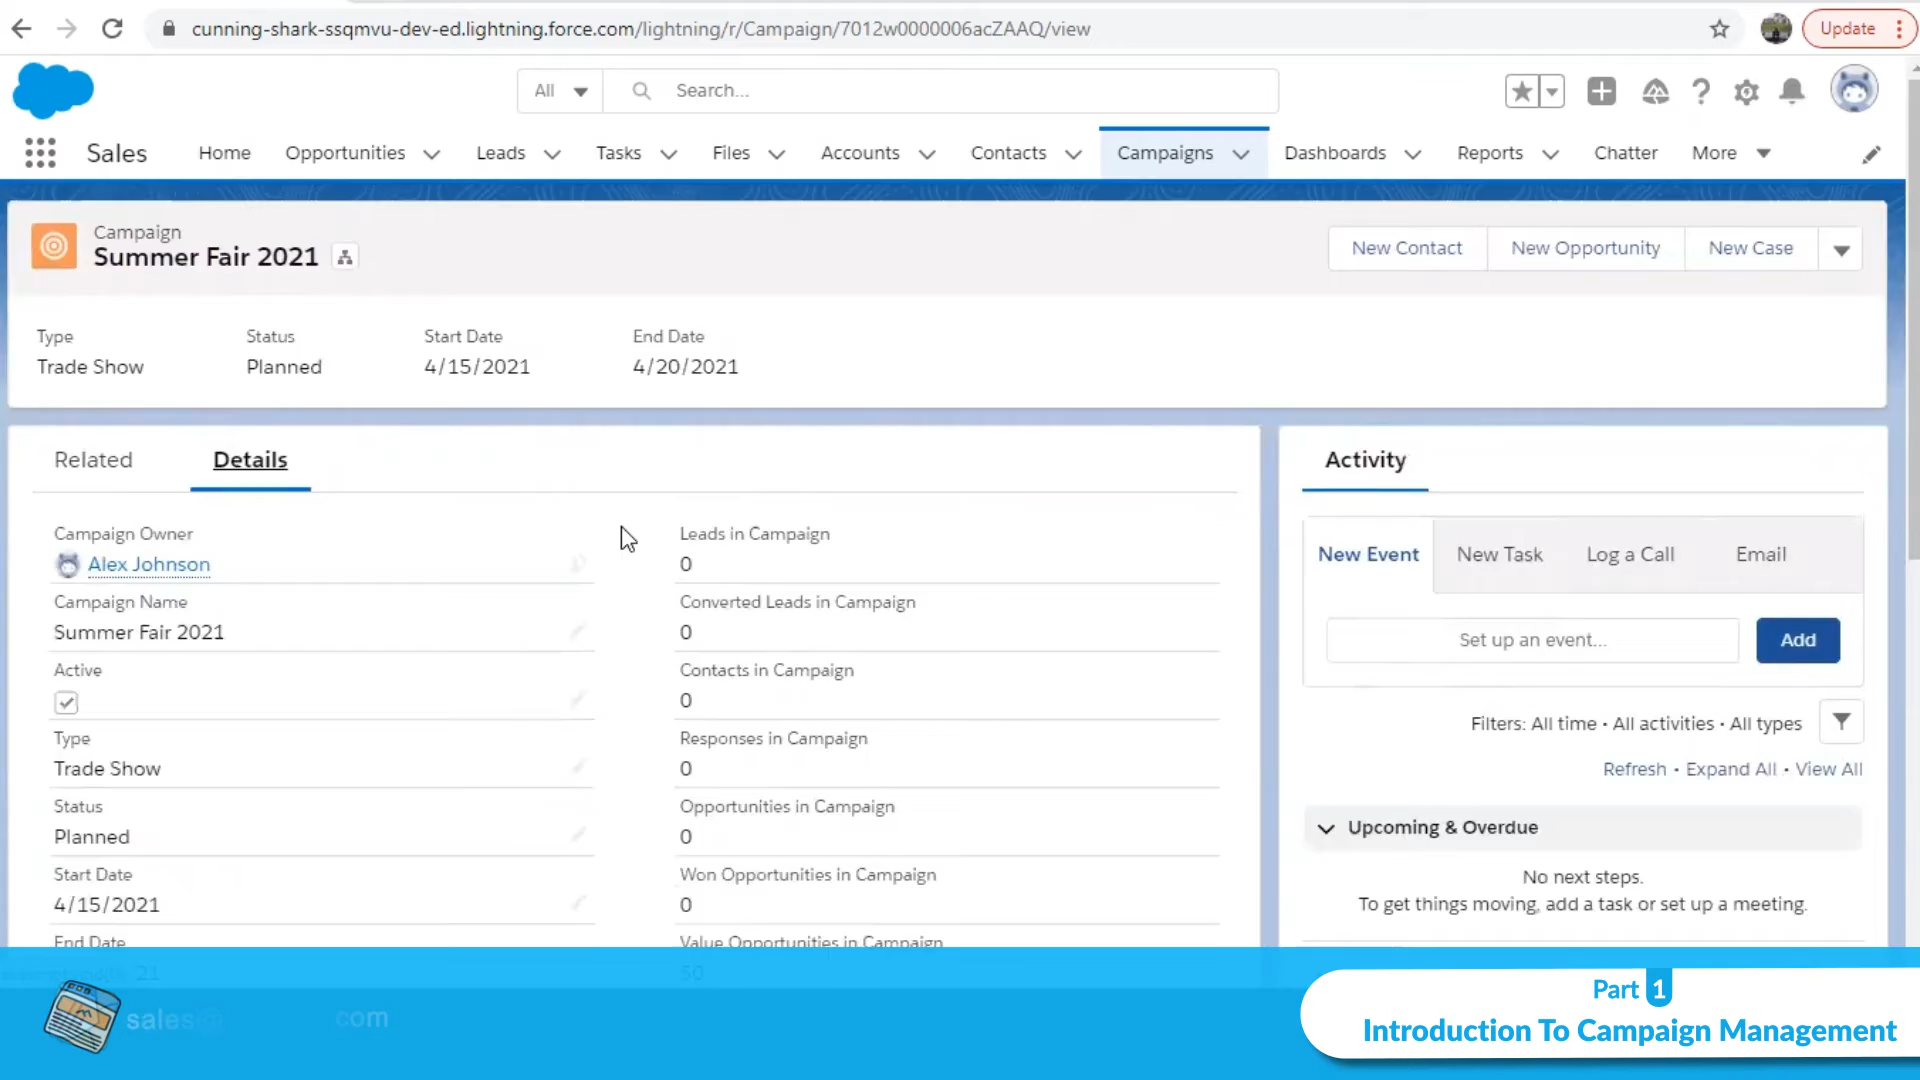 cunning-shark-ssqmvu-dev-ed.lightning.force.com/lightning/r/Campaign/7012w0000006acZAAQ/view
Update
All
Search...
Sales
Home
Opportunities
Leads
Tasks
Files
Accounts
Contacts
Campaigns
Dashboards
Reports
Chatter
More
Campaign
Summer Fair 2021
New Contact
New Opportunity
New Case
Type
Status
Start Date
End Date
Trade Show
Planned
4/15/2021
4/20/2021
Related
Details
Campaign Owner
Alex Johnson
Campaign Name
Summer Fair 2021
Active
Type
Trade Show
Status
Planned
Start Date
4/15/2021
End Date
21
Leads in Campaign
0
Converted Leads in Campaign
0
Contacts in Campaign
0
Responses in Campaign
0
Opportunities in Campaign
0
Won Opportunities in Campaign
0
Value Opportunities in Campaign
Activity
New Event
New Task
Log a Call
Email
Set up an event...
Add
Filters: All time • All activities • All types
Refresh • Expand All • View All
Upcoming & Overdue
No next steps.
To get things moving, add a task or set up a meeting.
sales@ com
Part 1
Introduction To Campaign Management